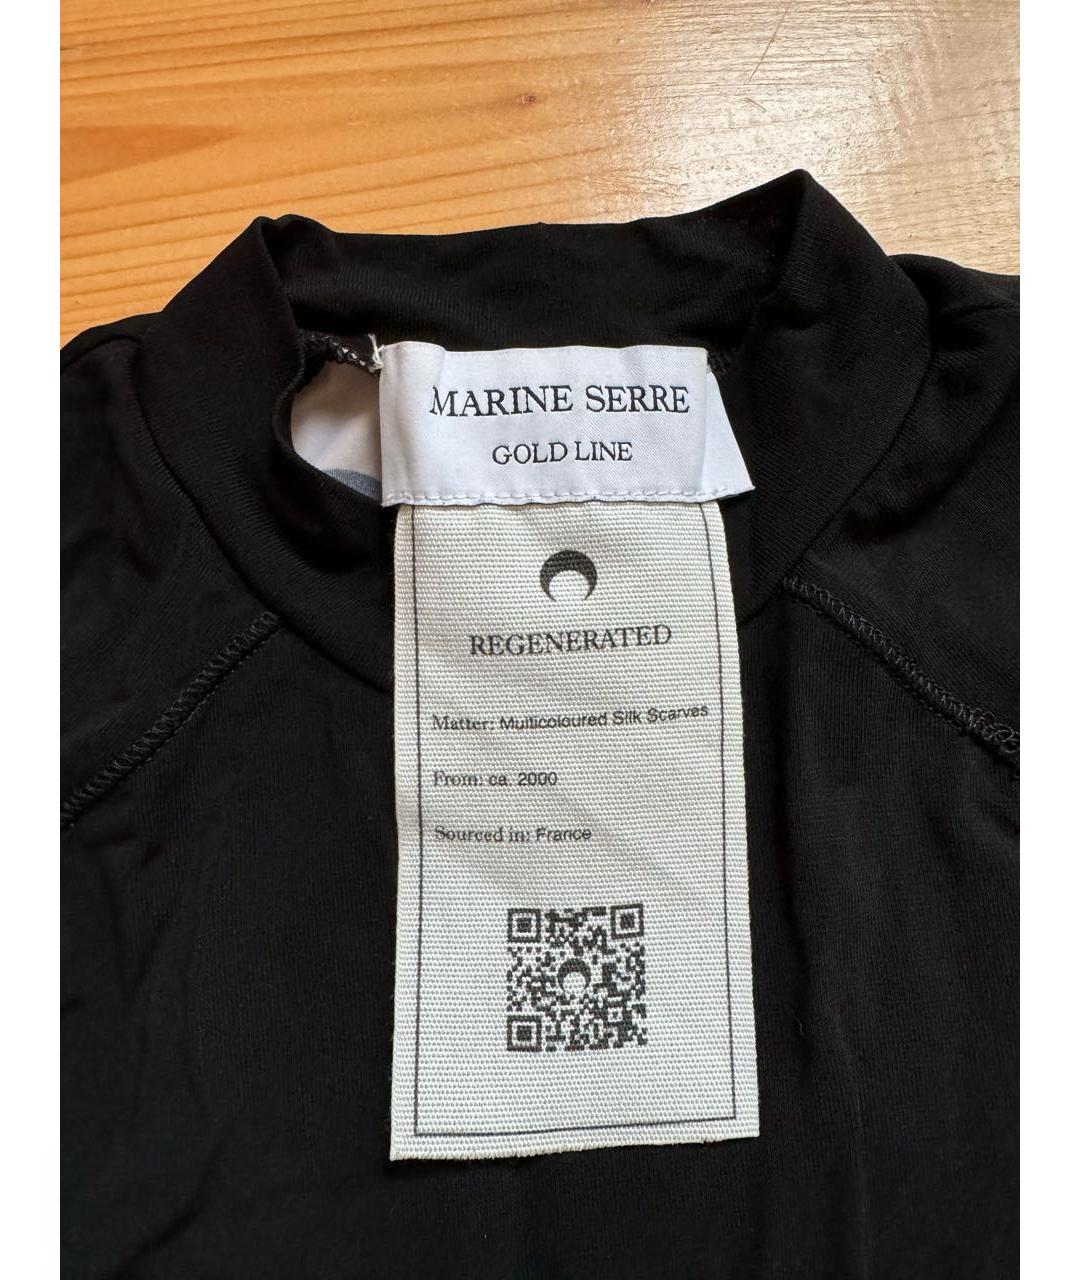 MARINE SERRE
GOLD LINE
REGENERATED
Matter: Multicoloured Silk Scarves
From: ca. 2000
Sourced in: France